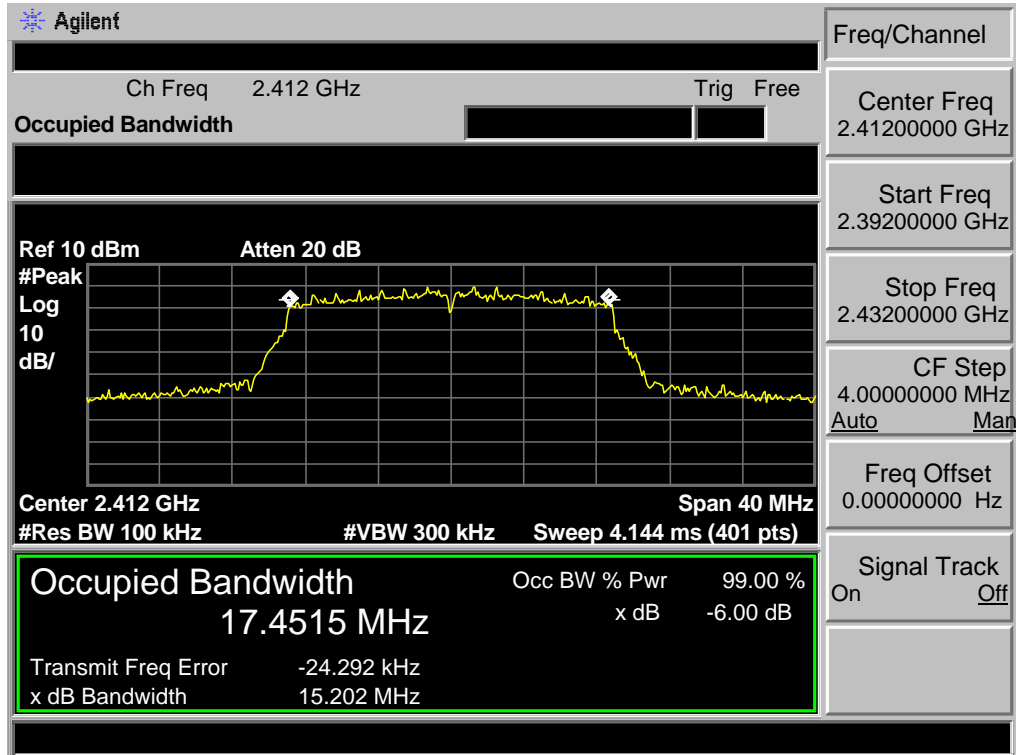 Agilent
Freq/Channel
Ch Freq 2.412 GHz Trig Free
Occupied Bandwidth
Center Freq
2.41200000 GHz
Start Freq
2.39200000 GHz
Stop Freq
2.43200000 GHz
CF Step
4.00000000 MHz
Auto Man
Freq Offset
0.00000000 Hz
Signal Track
On Off
Ref 10 dBm Atten 20 dB
#Peak
Log
10
dB/
Center 2.412 GHz Span 40 MHz
#Res BW 100 kHz #VBW 300 kHz Sweep 4.144 ms (401 pts)
Occupied Bandwidth
17.4515 MHz
Occ BW % Pwr 99.00 %
x dB -6.00 dB
Transmit Freq Error -24.292 kHz
x dB Bandwidth 15.202 MHz